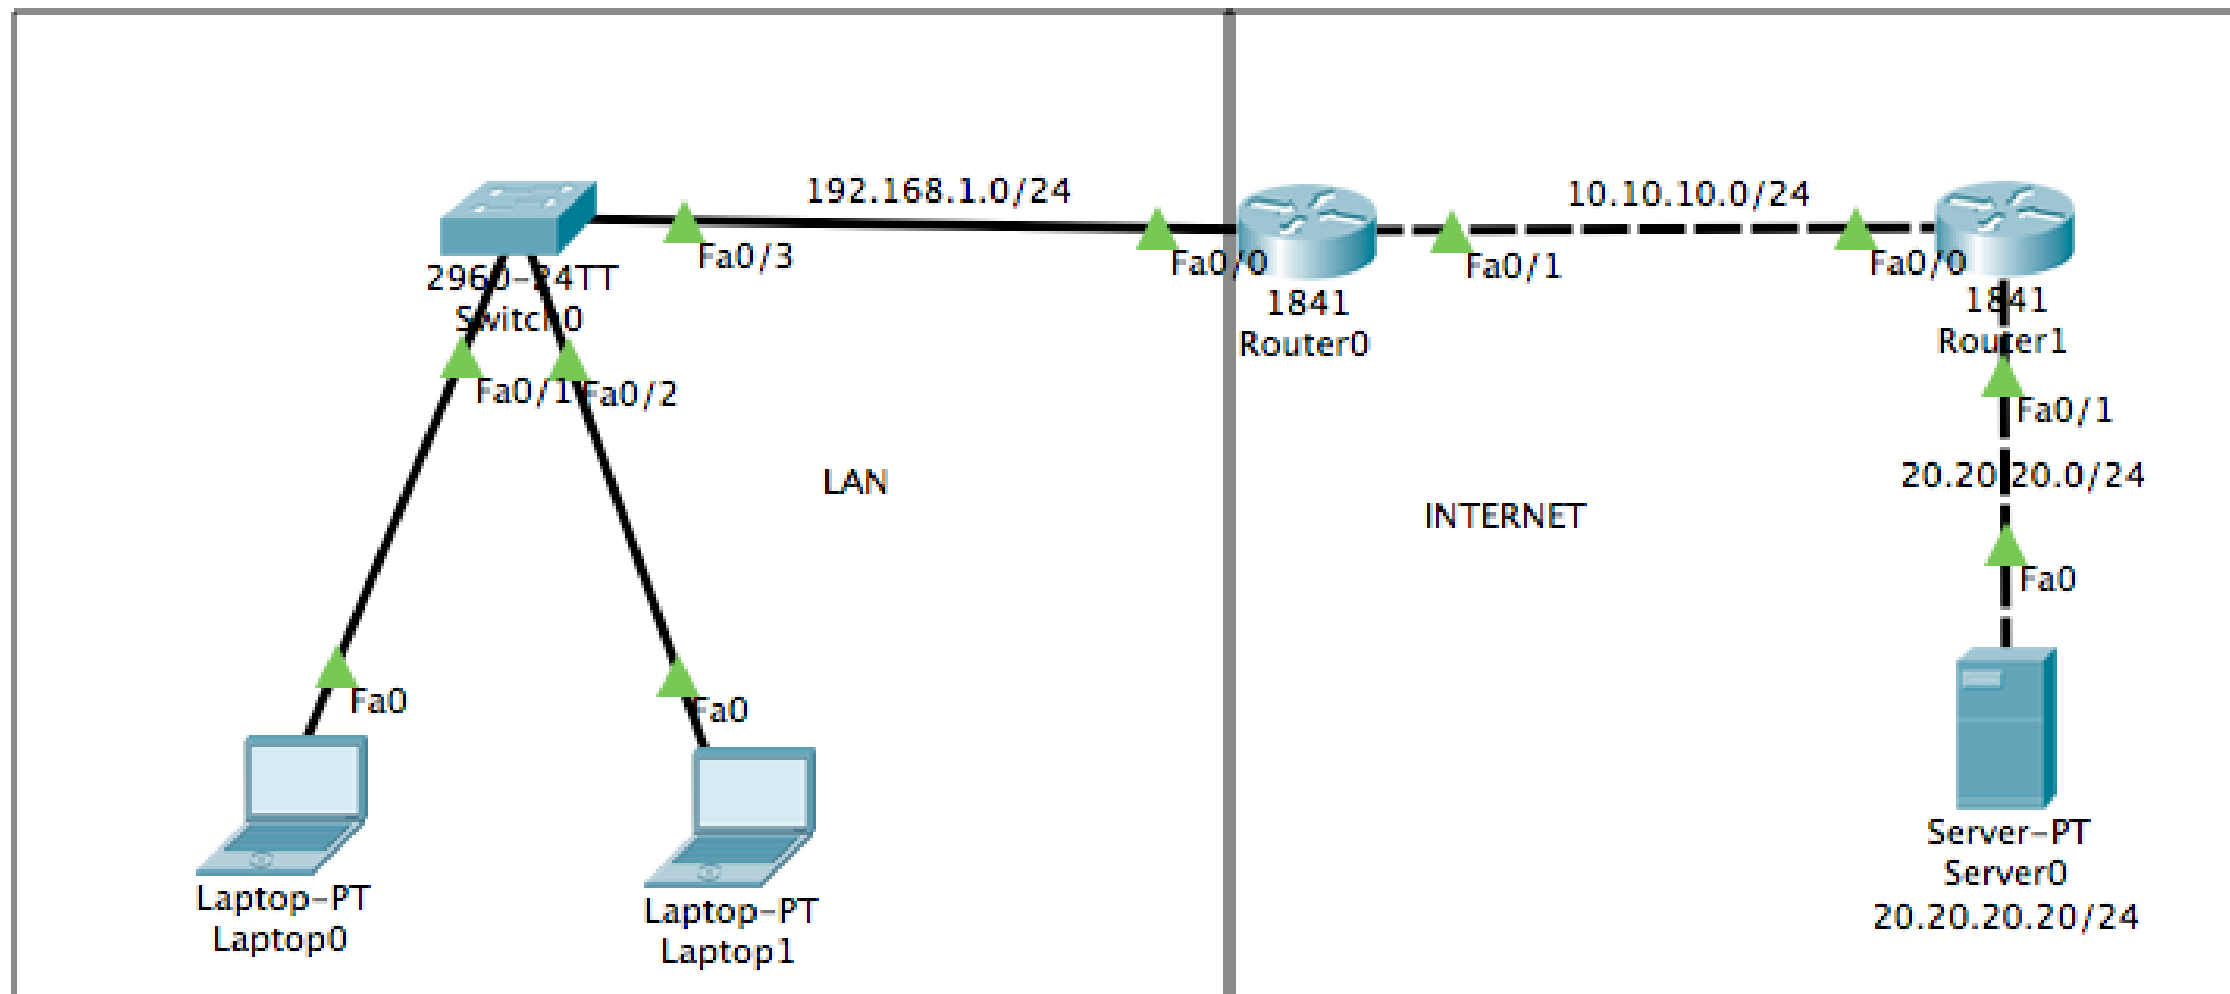 192.168.1.0/24
10.10.10.0/24
Fa0/3
Fa0/0
Fa0/1
Fa0/0
2960-24TT
Switch0
1841
Router0
1841
Router1
Fa0/1
Fa0/2
Fa0/1
LAN
INTERNET
20.20.20.0/24
Fa0
Fa0
Fa0
Laptop-PT
Laptop0
Laptop-PT
Laptop1
Server-PT
Server0
20.20.20.20/24